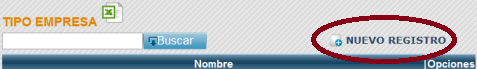 TIPO EMPRESA
Buscar NUEVO REGISTRO
Nombre |Opciones